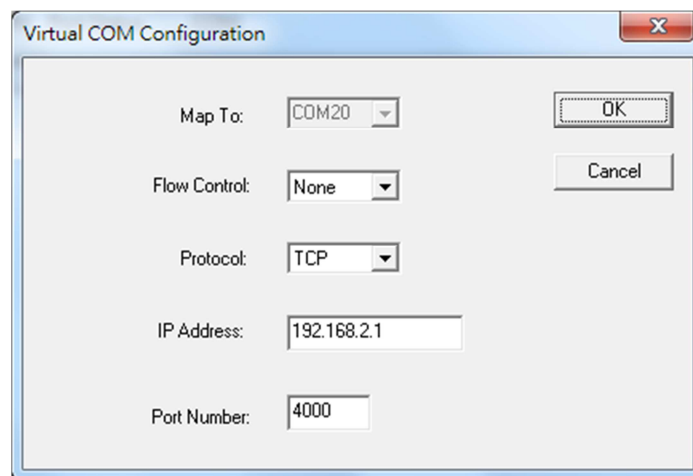 Virtual COM Configuration
Map To: COM20 OK
Flow Control: None Cancel
Protocol: TCP
IP Address: 192.168.2.1
Port Number: 4000